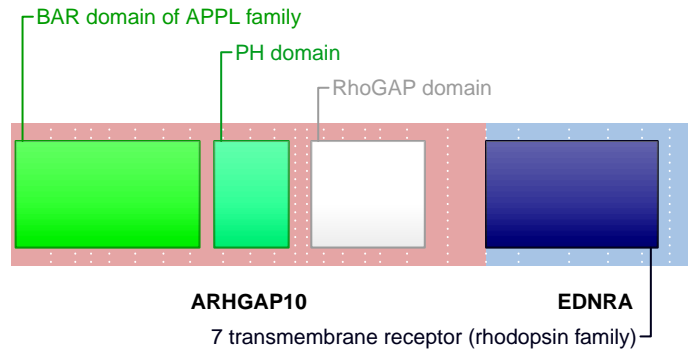 BAR domain of APPL family
PH domain
RhoGAP domain
ARHGAP10 EDNRA
7 transmembrane receptor (rhodopsin family)